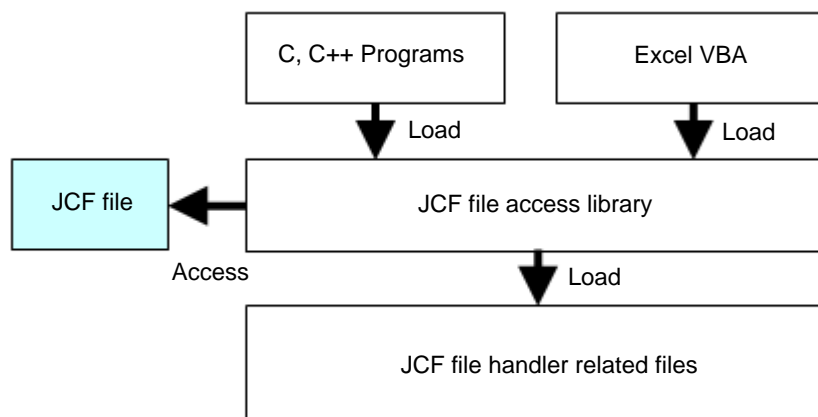 C, C++ Programs
Excel VBA
Load
Load
JCF file
JCF file access library
Access
Load
JCF file handler related files